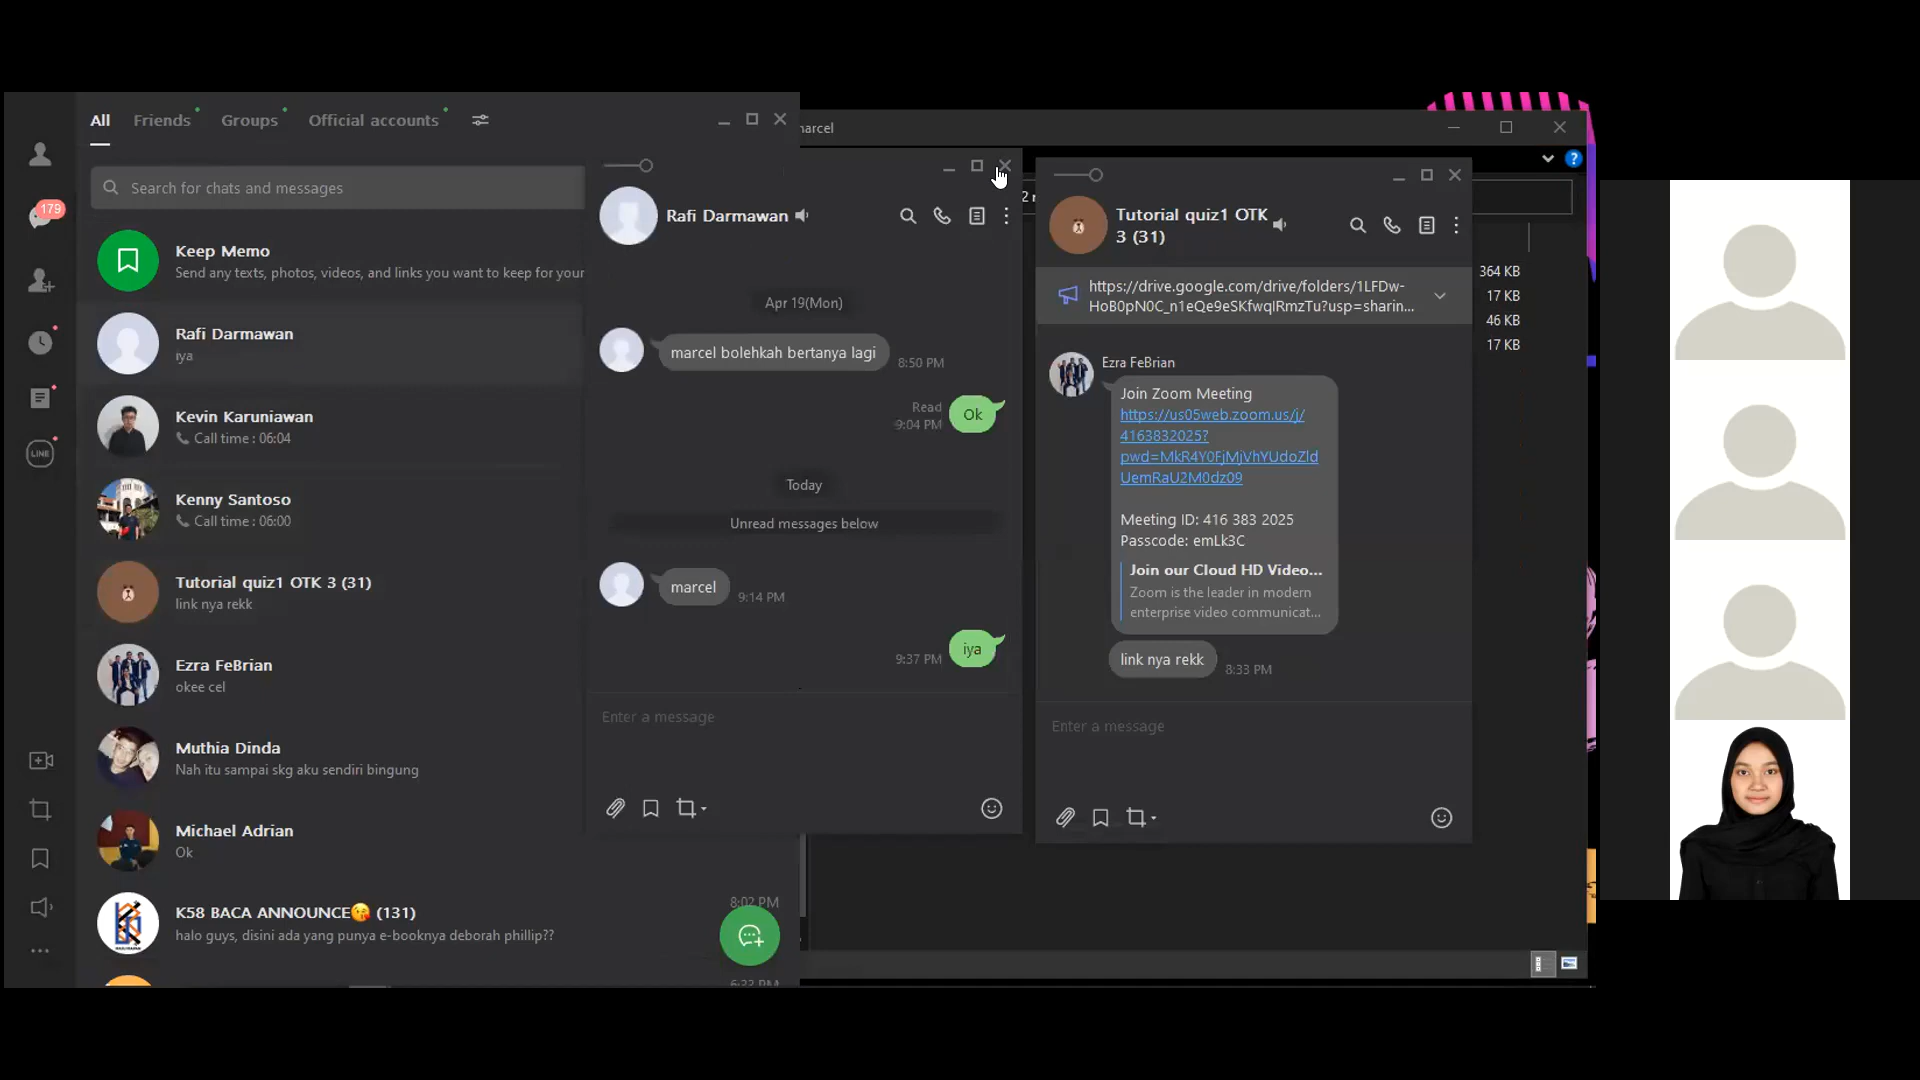 All Friends Groups Official accounts
179
Search for chats and messages
Keep Memo
Send any texts, photos, videos, and links you want to keep for your
Rafi Darmawan
iya
Kevin Karuniawan
Call time : 06:04
Kenny Santoso
Call time : 06:00
Tutorial quiz1 OTK 3 (31)
link nya rekk
Ezra FeBrian
okee cel
Muthia Dinda
Nah itu sampai skg aku sendiri bingung
Michael Adrian
Ok
K58 BACA ANNOUNCE😘 (131)
8:02 PM
halo guys, disini ada yang punya e-booknya deborah phillip??
LINE
Rafi Darmawan
Apr 19(Mon)
marcel bolehkah bertanya lagi
8:50 PM
Read
9:04 PM
Ok
Today
Unread messages below
marcel
9:14 PM
9:37 PM
iya
Enter a message
marcel
Tutorial quiz1 OTK
3 (31)
https://drive.google.com/drive/folders/1LFDw-
HoB0pN0C_n1eQe9eSKfwqIRmzTu?usp=sharin...
Ezra FeBrian
Join Zoom Meeting
https://us05web.zoom.us/j/
4163832025?
pwd=MkR4Y0FjMjVhYUdoZld
UemRaU2M0dz09
Meeting ID: 416 383 2025
Passcode: emLk3C
Join our Cloud HD Video...
Zoom is the leader in modern
enterprise video communicat...
link nya rekk
8:33 PM
Enter a message
364 KB
17 KB
46 KB
17 KB